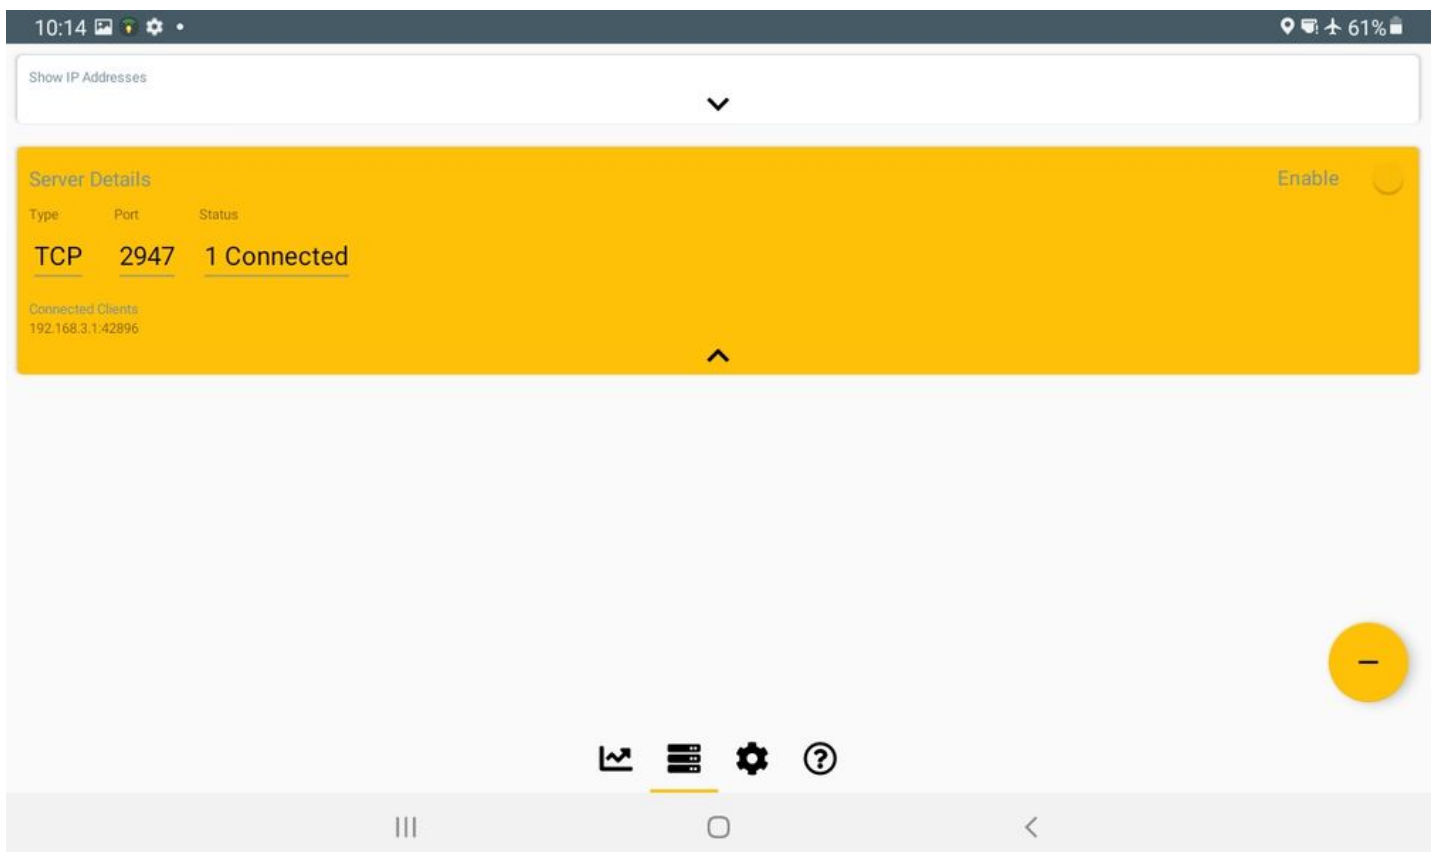 10:14 61%
Show IP Addresses
Server Details Enable
Type Port Status
TCP 2947 1 Connected
Connected Clients
192.168.3.1:42896